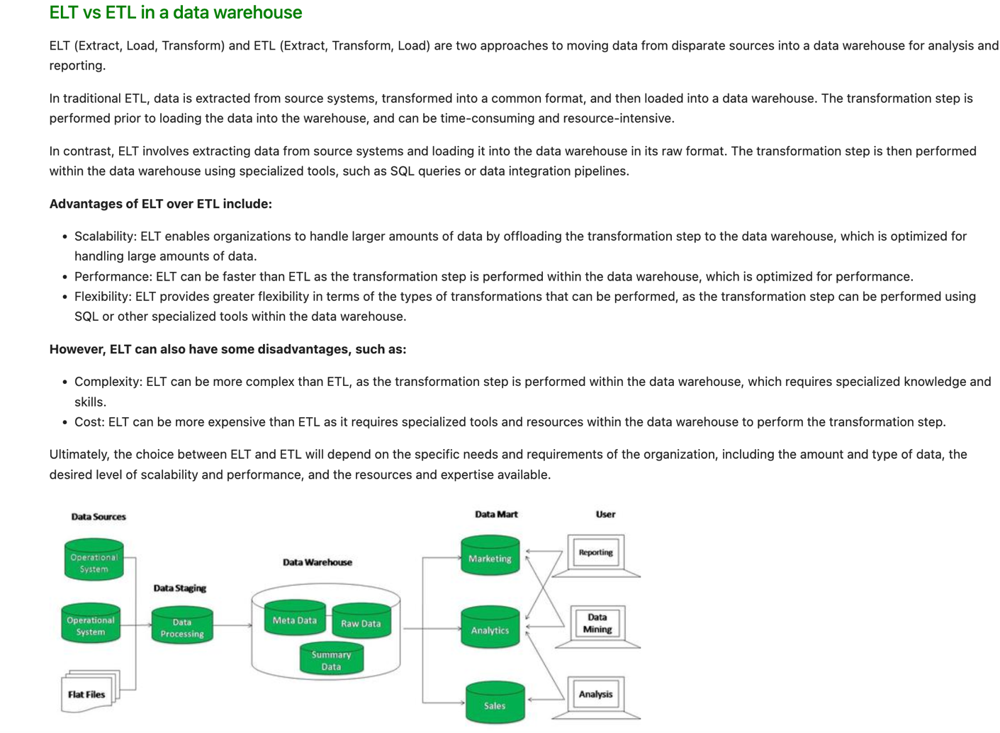 ELT vs ETL in a data warehouse
ELT (Extract, Load, Transform) and ETL (Extract, Transform, Load) are two approaches to moving data from disparate sources into a data warehouse for analysis and
reporting.
In traditional ETL, data is extracted from source systems, transformed into a common format, and then loaded into a data warehouse. The transformation step is
performed prior to loading the data into the warehouse, and can be time-consuming and resource-intensive.
In contrast, ELT involves extracting data from source systems and loading it into the data warehouse in its raw format. The transformation step is then performed
within the data warehouse using specialized tools, such as SQL queries or data integration pipelines.
Advantages of ELT over ETL include:
• Scalability: ELT enables organizations to handle larger amounts of data by offloading the transformation step to the data warehouse, which is optimized for
handling large amounts of data.
• Performance: ELT can be faster than ETL as the transformation step is performed within the data warehouse, which is optimized for performance.
• Flexibility: ELT provides greater flexibility in terms of the types of transformations that can be performed, as the transformation step can be performed using
SQL or other specialized tools within the data warehouse.
However, ELT can also have some disadvantages, such as:
• Complexity: ELT can be more complex than ETL, as the transformation step is performed within the data warehouse, which requires specialized knowledge and
skills.
• Cost: ELT can be more expensive than ETL as it requires specialized tools and resources within the data warehouse to perform the transformation step.
Ultimately, the choice between ELT and ETL will depend on the specific needs and requirements of the organization, including the amount and type of data, the
desired level of scalability and performance, and the resources and expertise available.
Data Sources
Operational
System
Operational
System
Flat Files
Data Staging
Data
Processing
Data Warehouse
Meta Data
Raw Data
Summary
Data
Data Mart
Marketing
Analytics
Sales
User
Reporting
Data
Mining
Analysis